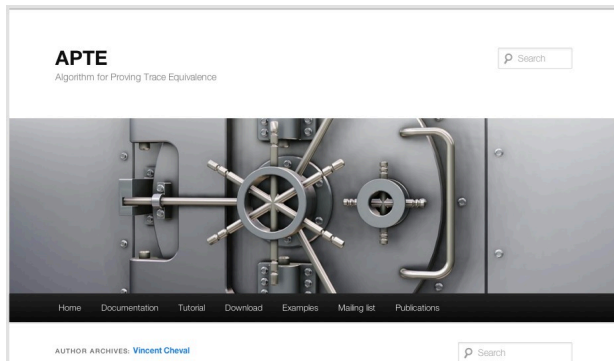 APTE
Search
Algorithm for Proving Trace Equivalence
Home Documentation Tutorial Download Examples Mailing list Publications
AUTHOR ARCHIVES: Vincent Cheval
Search